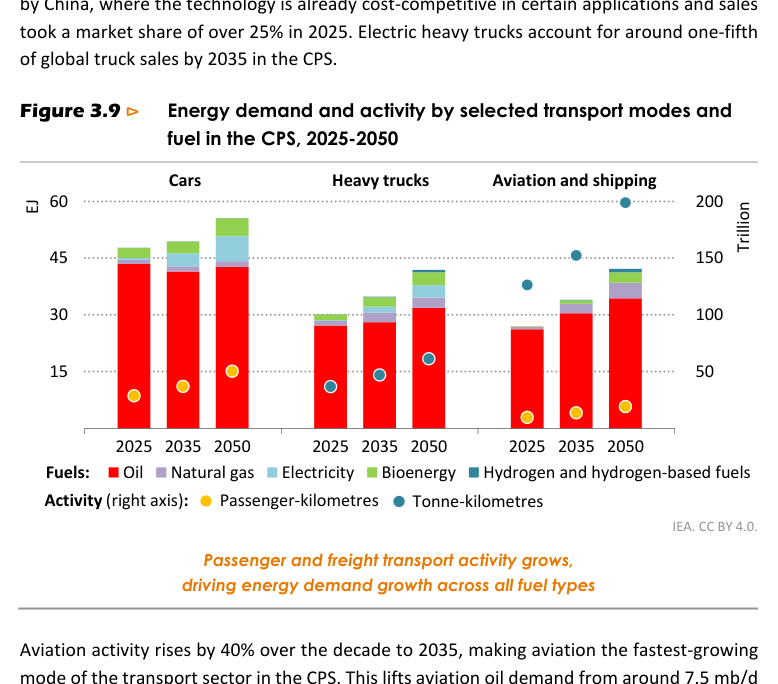 by China, where the technology is already cost-competitive in certain applications and sales
took a market share of over 25% in 2025. Electric heavy trucks account for around one-fifth
of global truck sales by 2035 in the CPS.
Figure 3.9 ▷ Energy demand and activity by selected transport modes and
fuel in the CPS, 2025-2050
Cars Heavy trucks Aviation and shipping
EJ 60 200 Trillion
45 150
30 100
15 50
2025 2035 2050 2025 2035 2050 2025 2035 2050
Fuels: Oil Natural gas Electricity Bioenergy Hydrogen and hydrogen-based fuels
Activity (right axis): Passenger-kilometres Tonne-kilometres
IEA. CC BY 4.0.
Passenger and freight transport activity grows,
driving energy demand growth across all fuel types
Aviation activity rises by 40% over the decade to 2035, making aviation the fastest-growing
mode of the transport sector in the CPS. This lifts aviation oil demand from around 7.5 mb/d